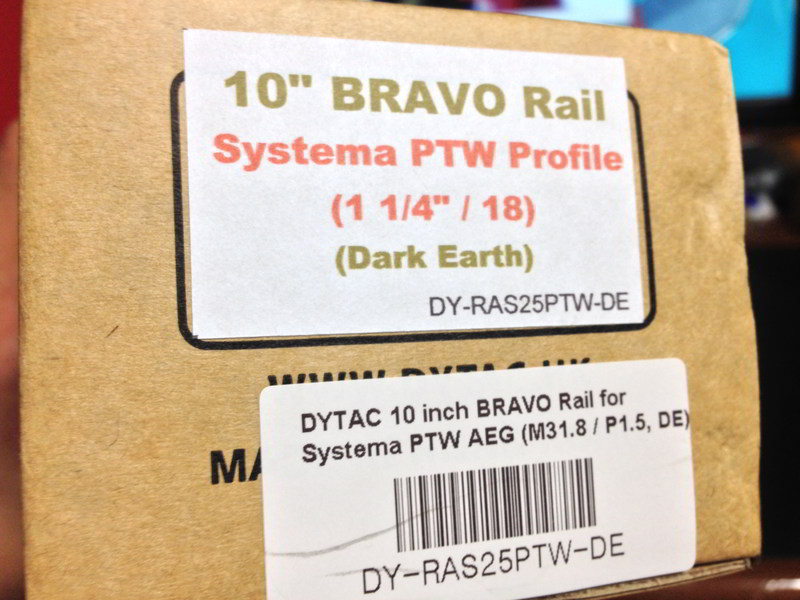 10" BRAVO Rail
Systema PTW Profile
(1 1/4" / 18)
(Dark Earth)
DY-RAS25PTW-DE
DYTAC 10 inch BRAVO Rail for
Systema PTW AEG (M31.8 / P1.5, DE)
DY-RAS25PTW-DE